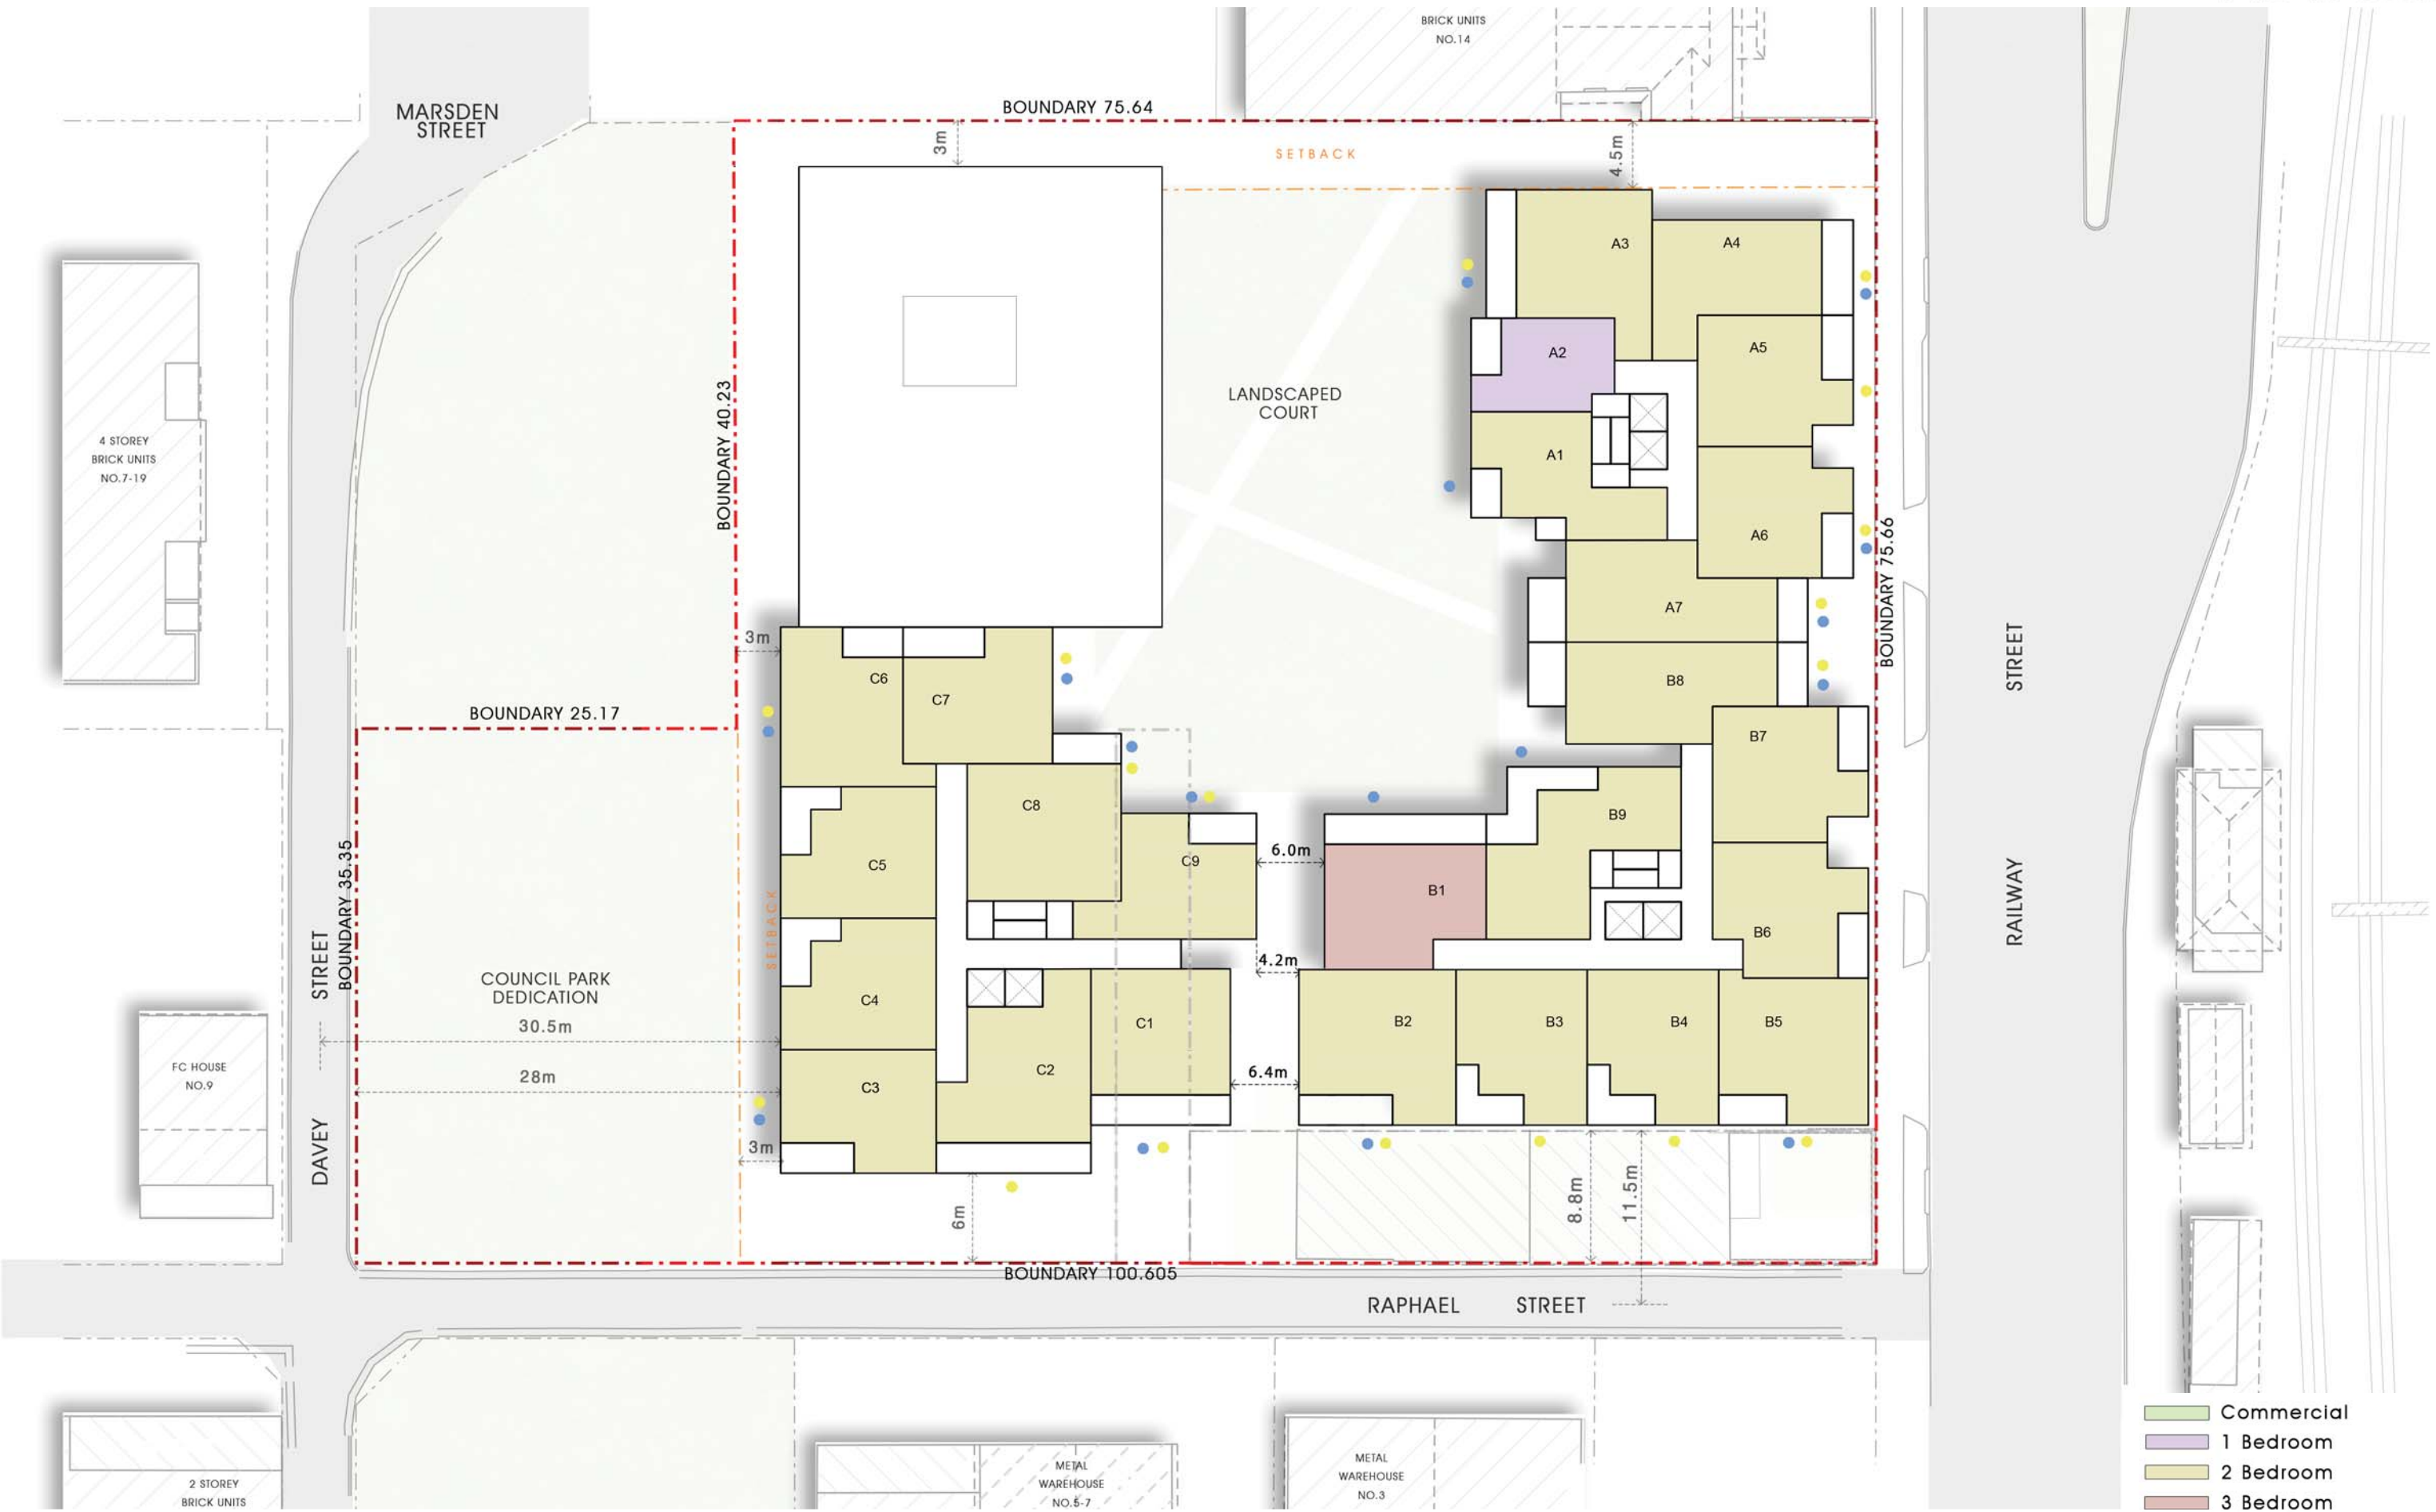 BRICK UNITS
NO.14
MARSDEN
STREET
BOUNDARY 75.64
3m
SETBACK
4.5m
A3
A4
A2
A5
LANDSCAPED
COURT
BOUNDARY 40.23
4 STOREY
BRICK UNITS
NO.7-19
A1
A6
BOUNDARY 75.66
A7
3m
C6
C7
B8
STREET
BOUNDARY 25.17
B7
C8
B9
C5
C9
6.0m
B1
BOUNDARY 35.35
SETBACK
RAILWAY
B6
STREET
COUNCIL PARK
DEDICATION
4.2m
C4
30.5m
C1
B2
B3
B4
B5
FC HOUSE
NO.9
28m
C3
C2
6.4m
DAVEY
3m
6m
8.8m
11.5m
BOUNDARY 100.605
RAPHAEL STREET
2 STOREY
BRICK UNITS
METAL
WAREHOUSE
NO.5-7
METAL
WAREHOUSE
NO.3
Commercial
1 Bedroom
2 Bedroom
3 Bedroom